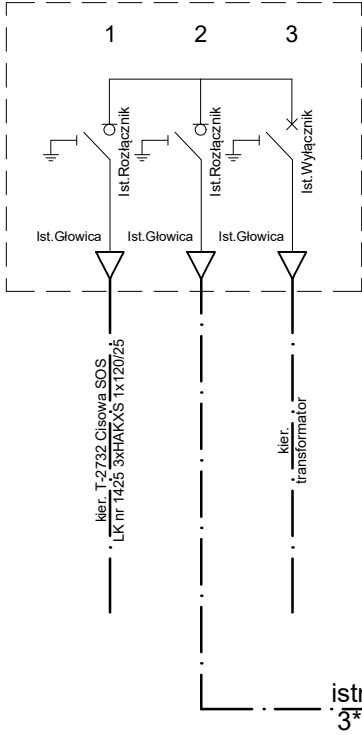 1 2 3
Ist.Rozłącznik
Ist.Rozłącznik
Ist.Wyłącznik
Ist.Głowica Ist.Głowica Ist.Głowica
kier. T-2732 Cisowa SOS
LK nr 1425 3xHAKXS 1x120/25
kier.
transformator
3*